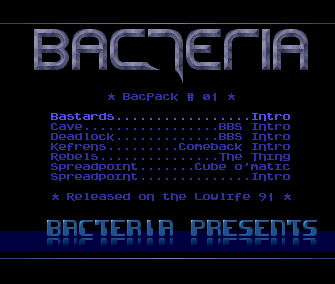 BACTERIA
* BacPack # 01 *
Bastards..................Intro
Cave..................BBS Intro
Deadlock..............BBS Intro
Kefrens..........Comeback Intro
Rebels................The Thing
Spreadpoint.......Cube O'Matic
Spreadpoint...............Intro
* Released on the Lowlife 91 *
BACTERIA PRESENTS